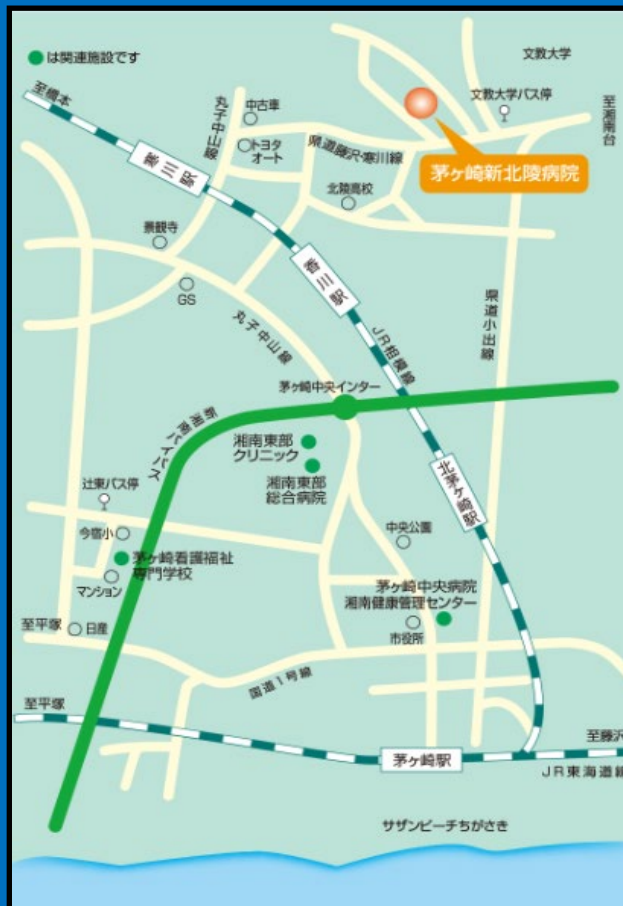 ●は関連施設です
文教大学
至橋本
丸子中山線
中古車
文教大学バス停
至湘南台
トヨタ
オート
県道藤沢・寒川線
茅ヶ崎新北陵病院
寒川駅
北陵高校
景観寺
GS
香川駅
県道小出線
丸子中山線
JR相模線
茅ヶ崎中央インター
新湘南バイパス
湘南東部
クリニック
湘南東部
総合病院
北茅ヶ崎駅
辻東バス停
今宿小
中央公園
茅ヶ崎看護福祉
専門学校
マンション
茅ヶ崎中央病院
湘南健康管理センター
至平塚
日産
市役所
国道1号線
至平塚
至藤沢
茅ヶ崎駅
JR東海道線
サザンビーチちがさき